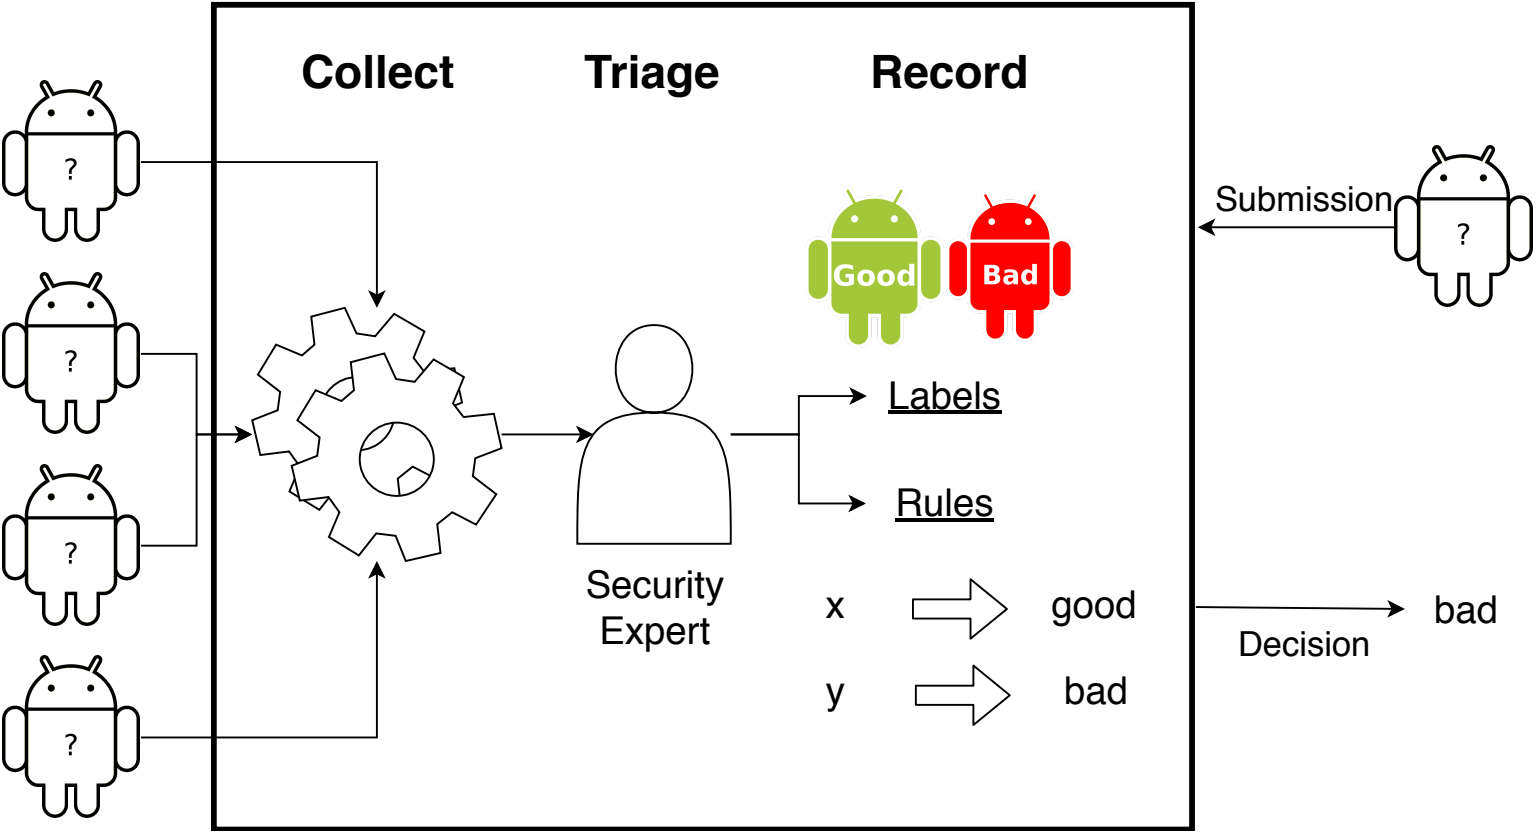 Collect
Triage
Record
?
?
?
?
Good
Bad
Submission
?
Labels
Rules
Security
Expert
x
good
y
bad
Decision
bad